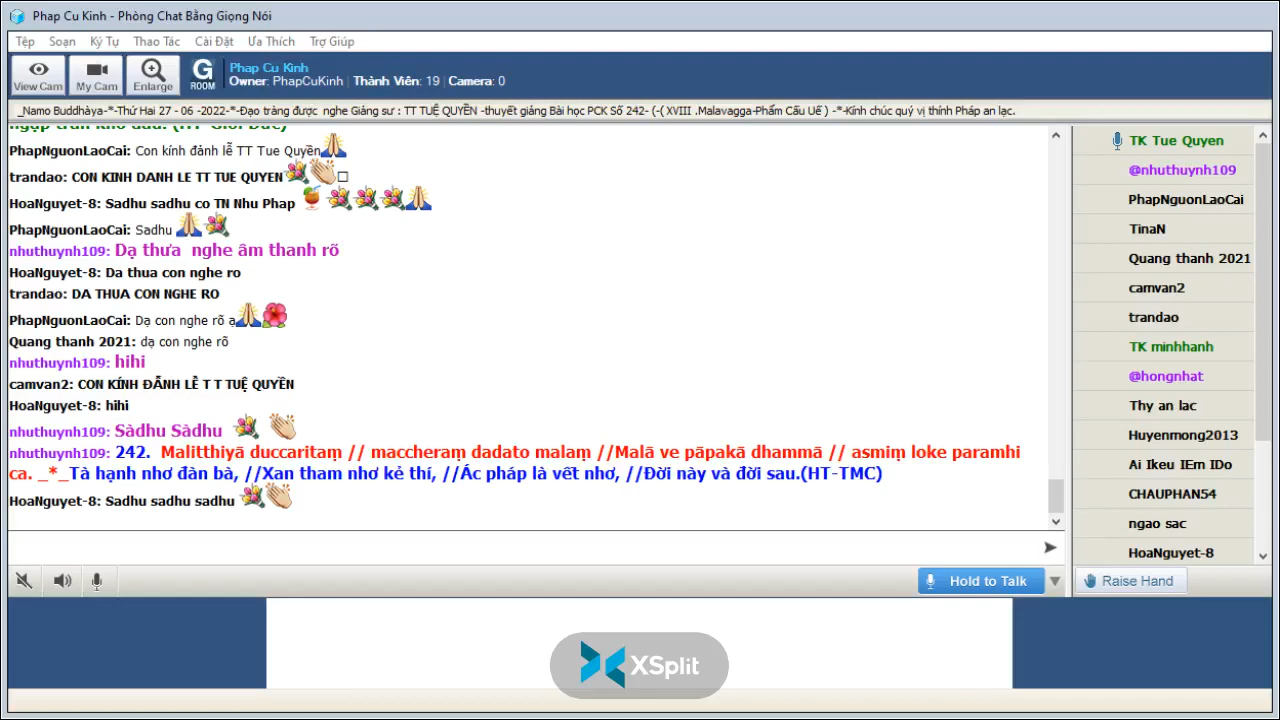 Phap Cu Kinh - Phòng Chat Bằng Giọng Nói
Tệp Soạn Ký Tự Thao Tác Cài Đặt Ưa Thích Trợ Giúp
View Cam My Cam Enlarge G ROOM
Phap Cu Kinh
Owner: PhapCuKinh | Thành Viên: 19 | Camera: 0
_Namo Buddhàya-*-Thứ Hai 27 - 06 -2022-*-Đạo tràng được nghe Giảng sư : TT TUỆ QUYỀN -thuyết giảng Bài học PCK Số 242- (-( XVIII .Malavagga-Phẩm Cấu Uế ) -*-Kính chúc quý vị thính Pháp an lạc.
PhapNguonLaoCai: Con kính đảnh lễ TT Tue Quyền
trandao: CON KINH DANH LE TT TUE QUYEN
HoaNguyet-8: Sadhu sadhu co TN Nhu Phap
PhapNguonLaoCai: Sadhu
nhuthuynh109: Dạ thưa nghe âm thanh rõ
HoaNguyet-8: Da thua con nghe ro
trandao: DA THUA CON NGHE RO
PhapNguonLaoCai: Dạ con nghe rõ ạ
Quang thanh 2021: dạ con nghe rõ
nhuthuynh109: hihi
camvan2: CON KÍNH ĐẢNH LỄ T T TUỆ QUYỀN
HoaNguyet-8: hihi
nhuthuynh109: Sàdhu Sàdhu
nhuthuynh109: 242. Malitthiyā duccaritaṃ // maccheraṃ dadato malaṃ //Malā ve pāpakā dhammā // asmiṃ loke paramhi
ca. _*_Tà hạnh nhơ đàn bà, //Xan tham nhơ kẻ thí, //Ác pháp là vết nhơ, //Đời này và đời sau.(HT-TMC)
HoaNguyet-8: Sadhu sadhu sadhu
Hold to Talk
TK Tue Quyen
@nhuthuynh109
PhapNguonLaoCai
TinaN
Quang thanh 2021
camvan2
trandao
TK minhhanh
@hongnhat
Thy an lac
Huyenmong2013
Ai Ikeu IErn IDo
CHAUPHAN54
ngao sac
HoaNguyet-8
Raise Hand
XSplit